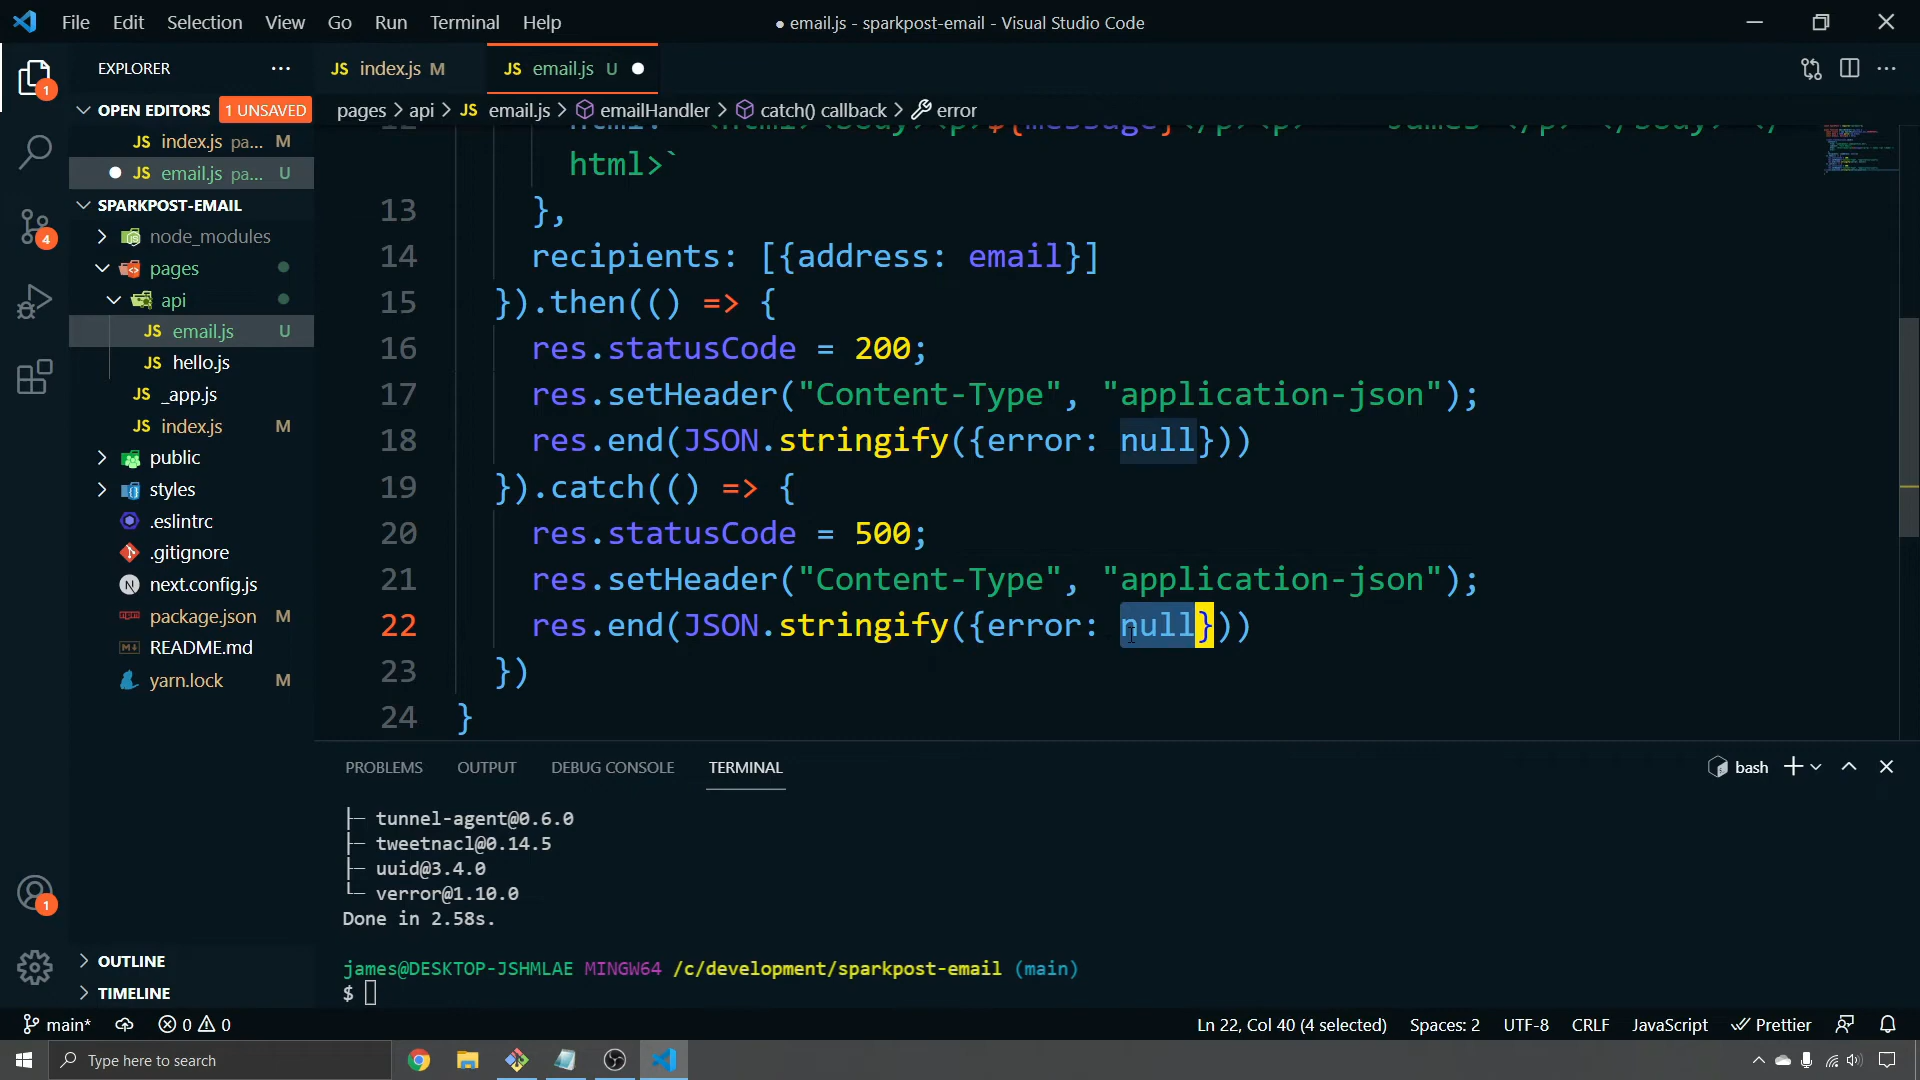 File Edit Selection View Go Run Terminal Help
● email.js - sparkpost-email - Visual Studio Code
EXPLORER
index.js M
email.js U
OPEN EDITORS 1 UNSAVED
pages > api > JS email.js > emailHandler > catch() callback > error
JS index.js pa... M
JS email.js pa... U
SPARKPOST-EMAIL
node_modules
pages
api
JS email.js U
JS hello.js
JS _app.js
JS index.js M
public
styles
.eslintrc
.gitignore
next.config.js
package.json M
README.md
yarn.lock M
OUTLINE
TIMELINE
html>`
13 },
14 recipients: [{address: email}]
15 }).then(() => {
16 res.statusCode = 200;
17 res.setHeader("Content-Type", "application-json");
18 res.end(JSON.stringify({error: null}))
19 }).catch(() => {
20 res.statusCode = 500;
21 res.setHeader("Content-Type", "application-json");
22 res.end(JSON.stringify({error: null}))
23 })
24 }
PROBLEMS OUTPUT DEBUG CONSOLE TERMINAL
bash
├─ tunnel-agent@0.6.0
├─ tweetnacl@0.14.5
├─ uuid@3.4.0
└─ verror@1.10.0
Done in 2.58s.
james@DESKTOP-JSHMLAE MINGW64 /c/development/sparkpost-email (main)
$
main* 0 0
Ln 22, Col 40 (4 selected) Spaces: 2 UTF-8 CRLF JavaScript Prettier
Type here to search